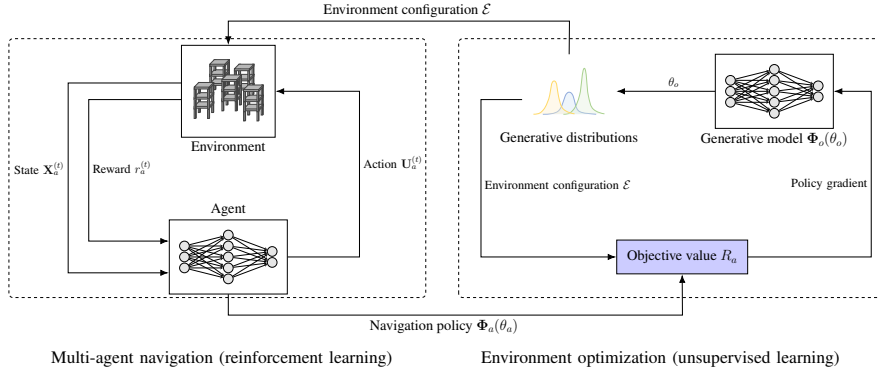 Environment configuration ℰ
Environment
State X_a^(t)
Reward r_a^(t)
Action U_a^(t)
Agent
Navigation policy Φ_a(θ_a)
Multi-agent navigation (reinforcement learning)
θ_o
Generative distributions
Generative model Φ_o(θ_o)
Environment configuration ℰ
Policy gradient
Objective value R_a
Environment optimization (unsupervised learning)